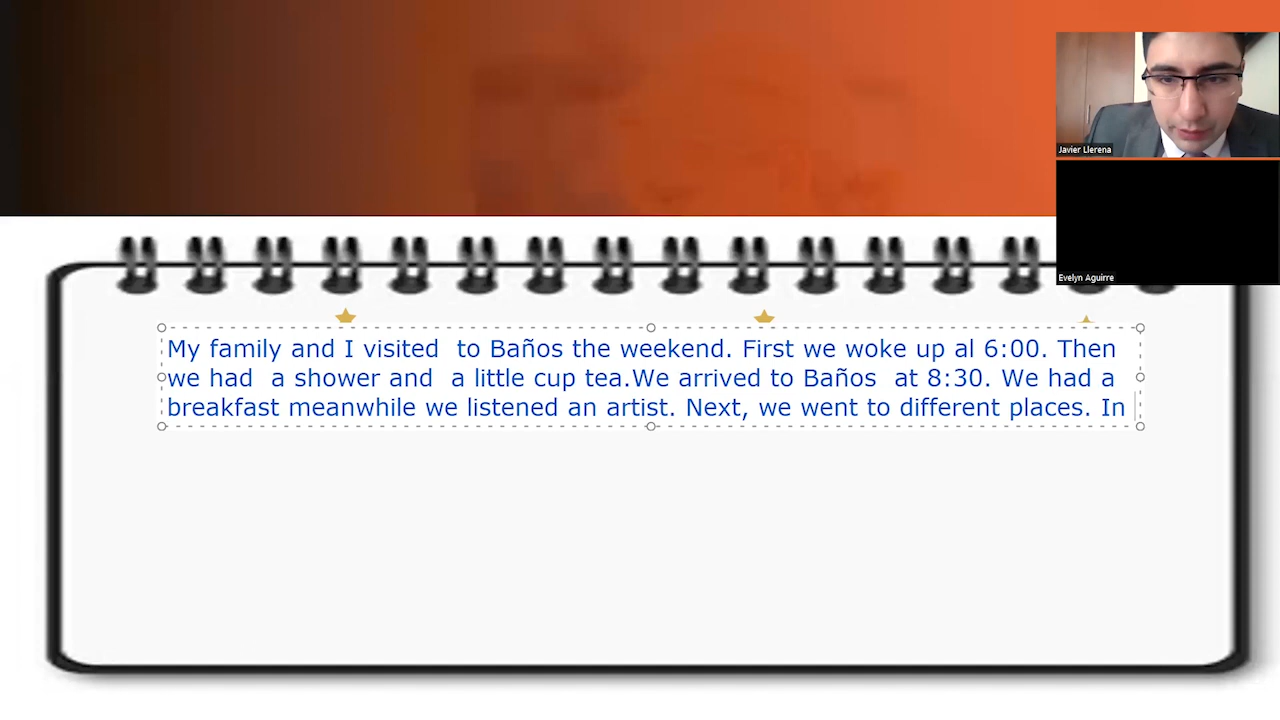 Javier Llerena
Evelyn Aguirre
My family and I visited  to Baños the weekend. First we woke up al 6:00. Then
we had  a shower and  a little cup tea.We arrived to Baños  at 8:30. We had a
breakfast meanwhile we listened an artist. Next, we went to different places. In